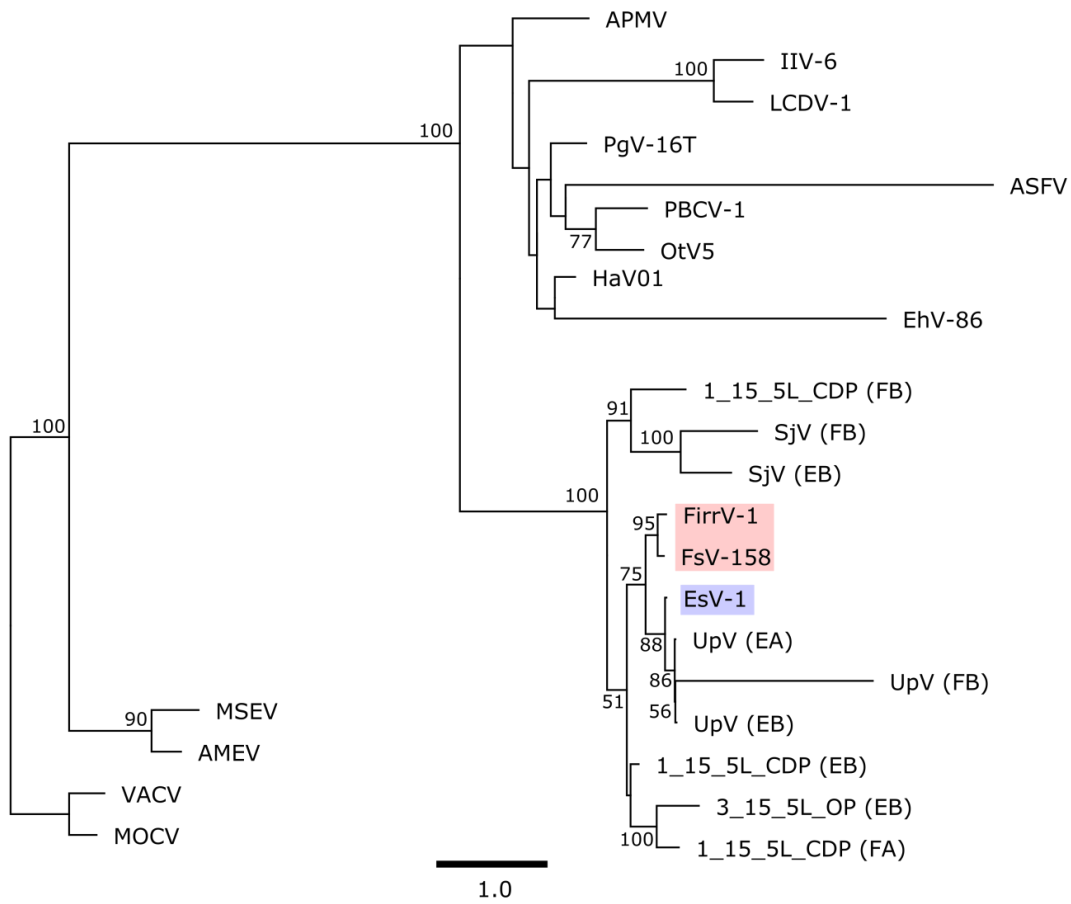 APMV
IIV-6
100
LCDV-1
100
PgV-16T
ASFV
PBCV-1
77
OtV5
HaV01
EhV-86
1_15_5L_CDP (FB)
91
SjV (FB)
100
SjV (EB)
100
100
FirrV-1
95
FsV-158
75
EsV-1
UpV (EA)
88
UpV (FB)
86
51
56
UpV (EB)
MSEV
90
AMEV
1_15_5L_CDP (EB)
VACV
3_15_5L_OP (EB)
MOCV
100
1_15_5L_CDP (FA)
1.0